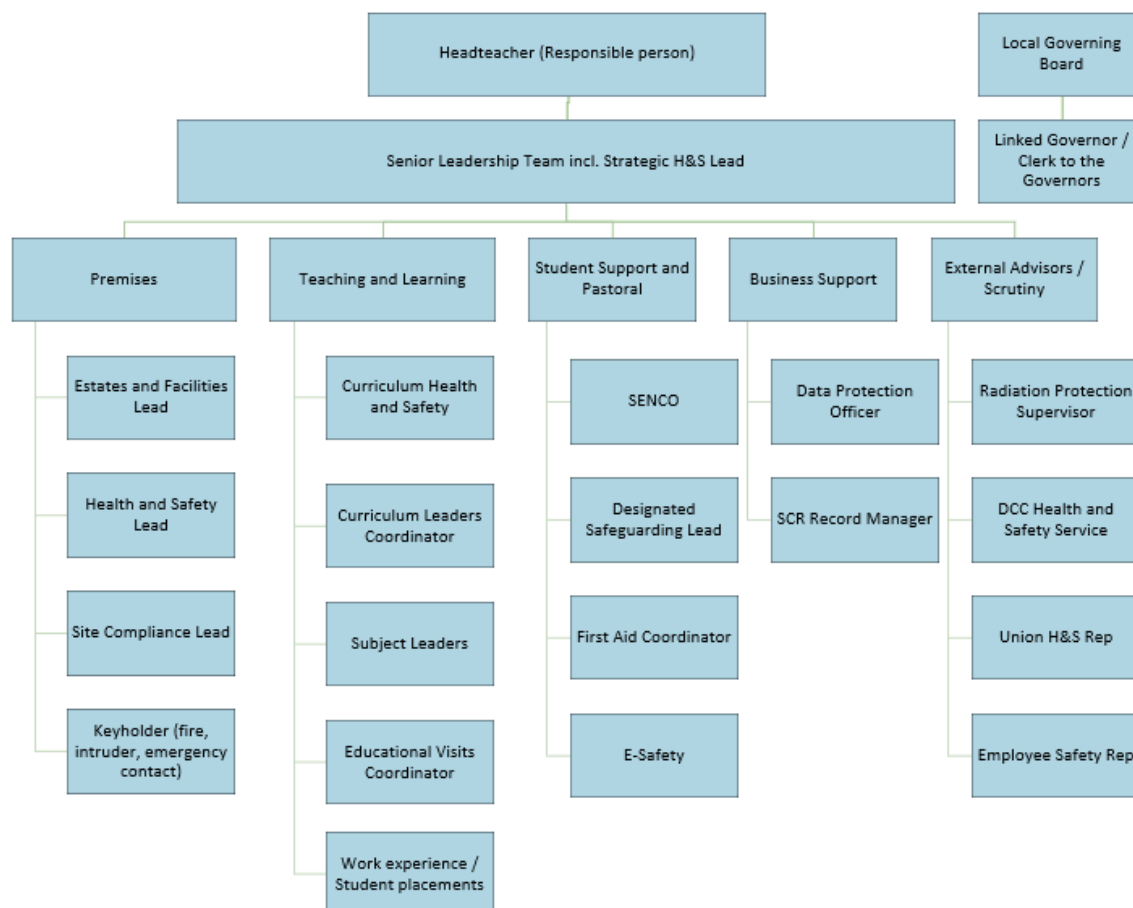 Headteacher (Responsible person)
Local Governing
Board
Senior Leadership Team incl. Strategic H&S Lead
Linked Governor /
Clerk to the
Governors
Premises
Teaching and Learning
Student Support and
Pastoral
Business Support
External Advisors /
Scrutiny
Estates and Facilities
Lead
Health and Safety
Lead
Site Compliance Lead
Keyholder (fire,
intruder, emergency
contact)
Curriculum Health
and Safety
Curriculum Leaders
Coordinator
Subject Leaders
Educational Visits
Coordinator
Work experience /
Student placements
SENCO
Designated
Safeguarding Lead
First Aid Coordinator
E-Safety
Data Protection
Officer
SCR Record Manager
Radiation Protection
Supervisor
DCC Health and
Safety Service
Union H&S Rep
Employee Safety Rep